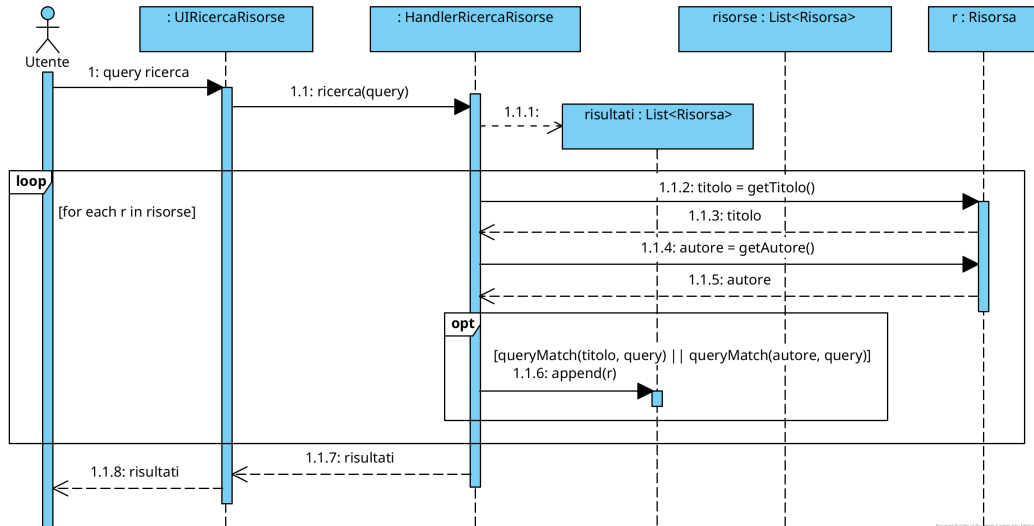 : UIRicercaRisorse
: HandlerRicercaRisorse
risorse : List<Risorsa>
r : Risorsa
Utente
1: query ricerca
1.1: ricerca(query)
1.1.1:
risultati : List<Risorsa>
loop
1.1.2: titolo = getTitolo()
[for each r in risorse]
1.1.3: titolo
1.1.4: autore = getAutore()
1.1.5: autore
opt
[queryMatch(titolo, query) || queryMatch(autore, query)]
1.1.6: append(r)
1.1.7: risultati
1.1.8: risultati